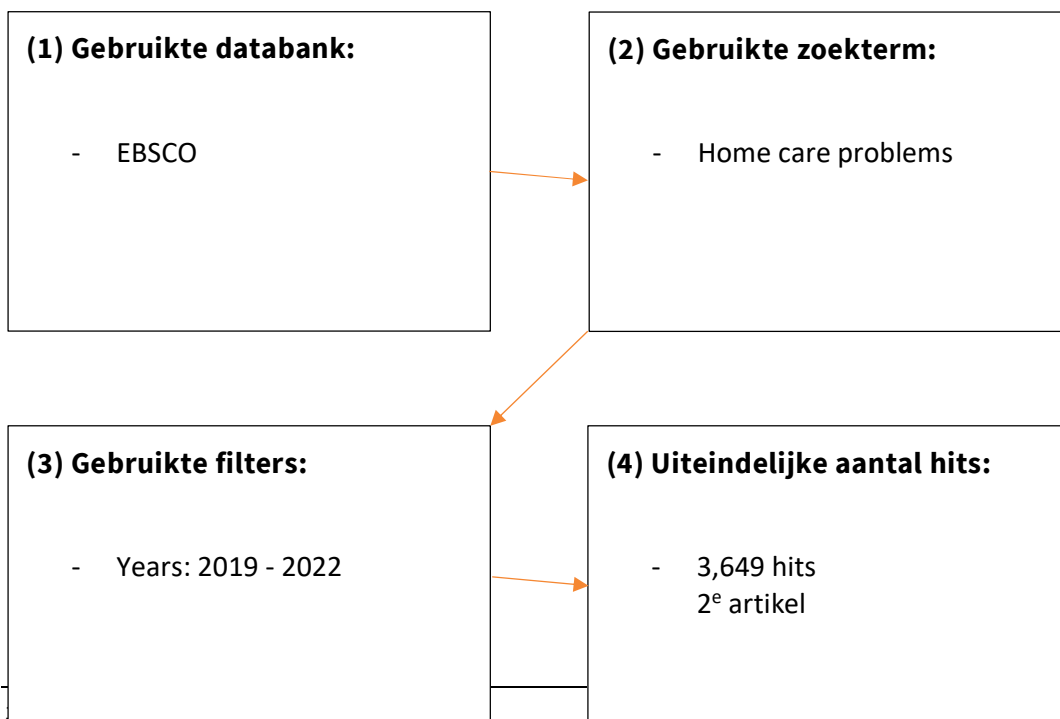 (1) Gebruikte databank:
- EBSCO
(2) Gebruikte zoekterm:
- Home care problems
(3) Gebruikte filters:
- Years: 2019 - 2022
(4) Uiteindelijke aantal hits:
- 3,649 hits
2e artikel